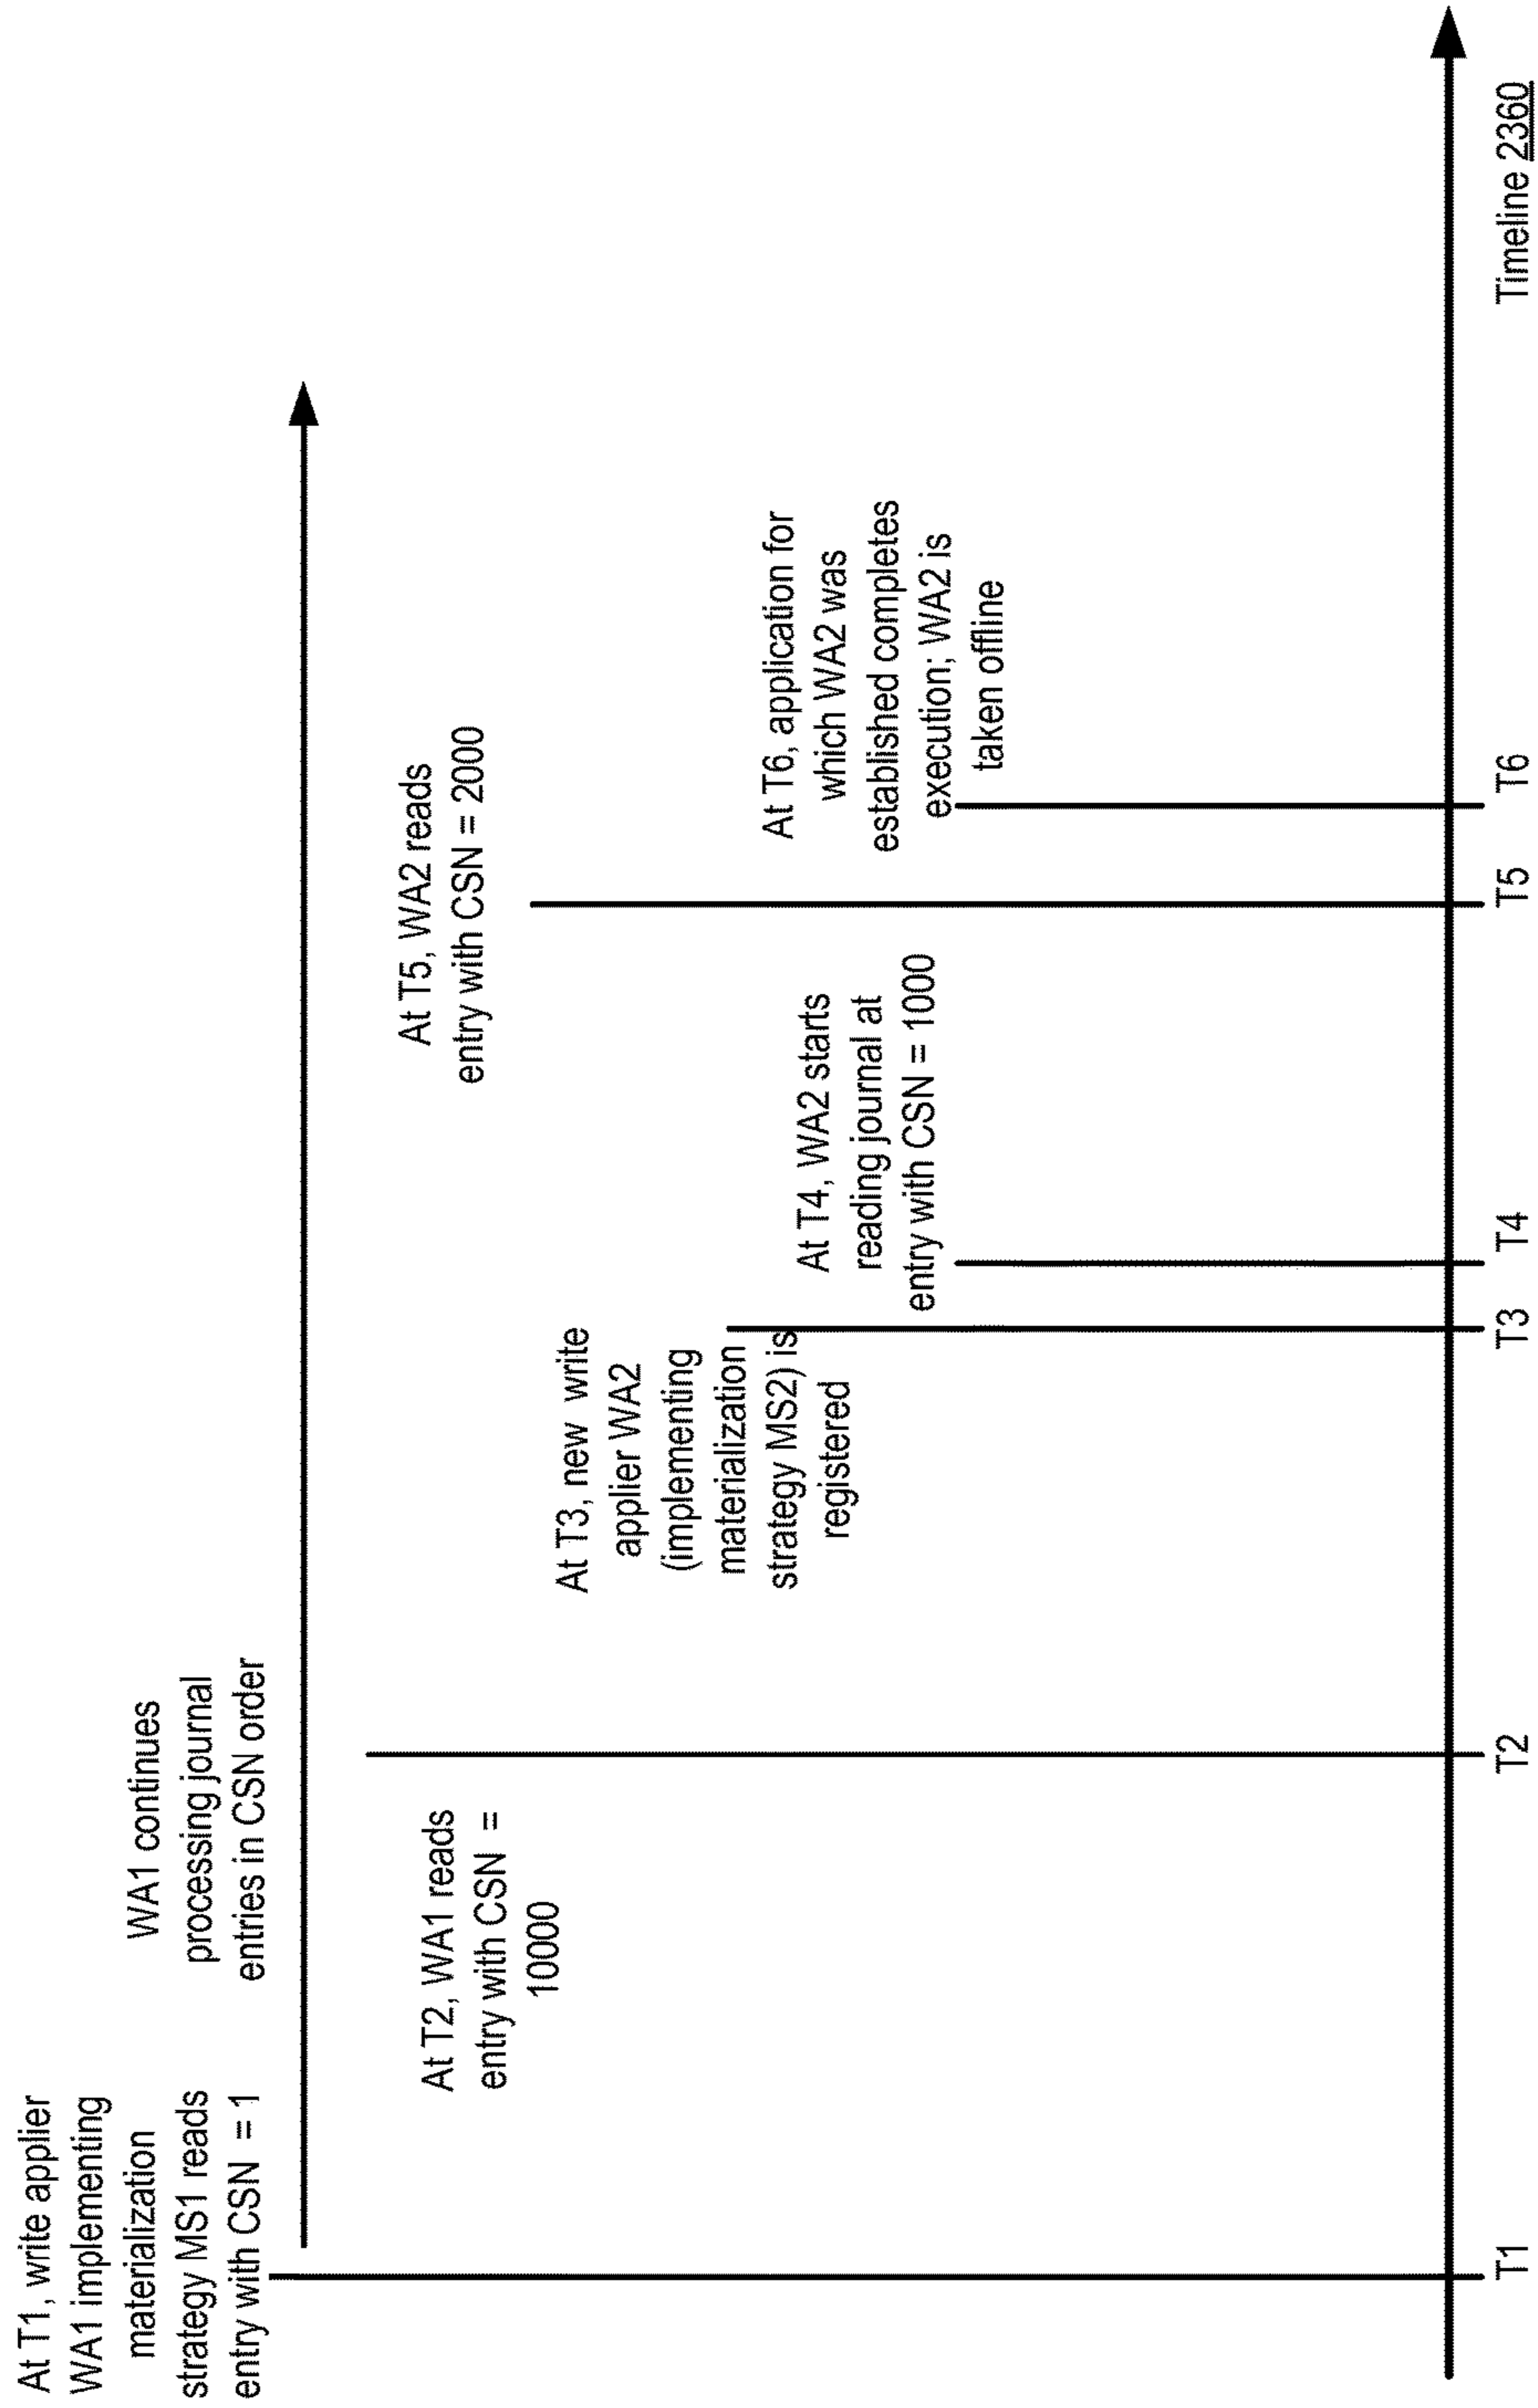 At T1, write applier
WA1 implementing
materialization
strategy MS1 reads
entry with CSN = 1
WA1 continues
processing journal
entries in CSN order
At T2, WA1 reads
entry with CSN =
10000
At T3, new write
applier WA2
(implementing
materialization
strategy MS2) is
registered
At T4, WA2 starts
reading journal at
entry with CSN = 1000
At T5, WA2 reads
entry with CSN = 2000
At T6, application for
which WA2 was
established completes
execution; WA2 is
taken offline
T1
T2
T3
T4
T5
T6
Timeline 2360